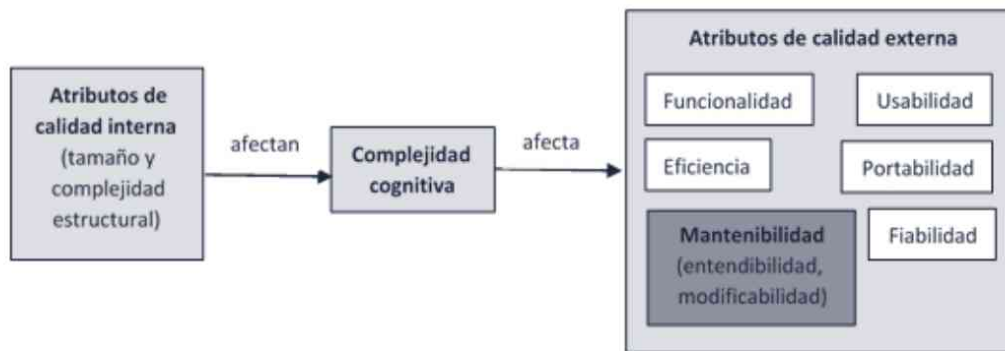 Atributos de
calidad interna
(tamaño y
complejidad
estructural)
afectan
Complejidad
cognitiva
afecta
Atributos de calidad externa
Funcionalidad
Usabilidad
Eficiencia
Portabilidad
Mantenibilidad
(entendibilidad,
modificabilidad)
Fiabilidad